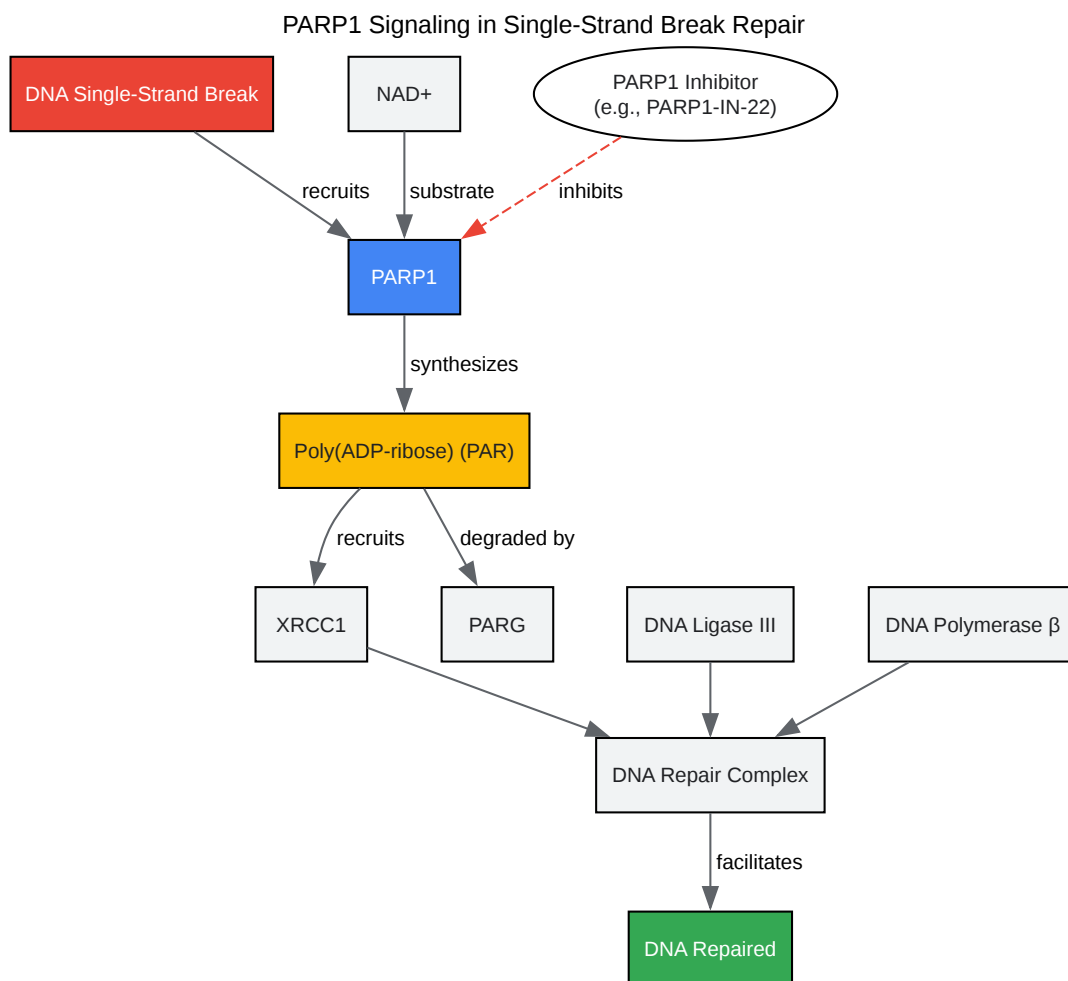 PARP1 Signaling in Single-Strand Break Repair
DNA Single-Strand Break
NAD+
PARP1 Inhibitor
(e.g., PARP1-IN-22)
recruits
substrate
inhibits
PARP1
synthesizes
Poly(ADP-ribose) (PAR)
recruits
degraded by
XRCC1
PARG
DNA Ligase III
DNA Polymerase β
DNA Repair Complex
facilitates
DNA Repaired